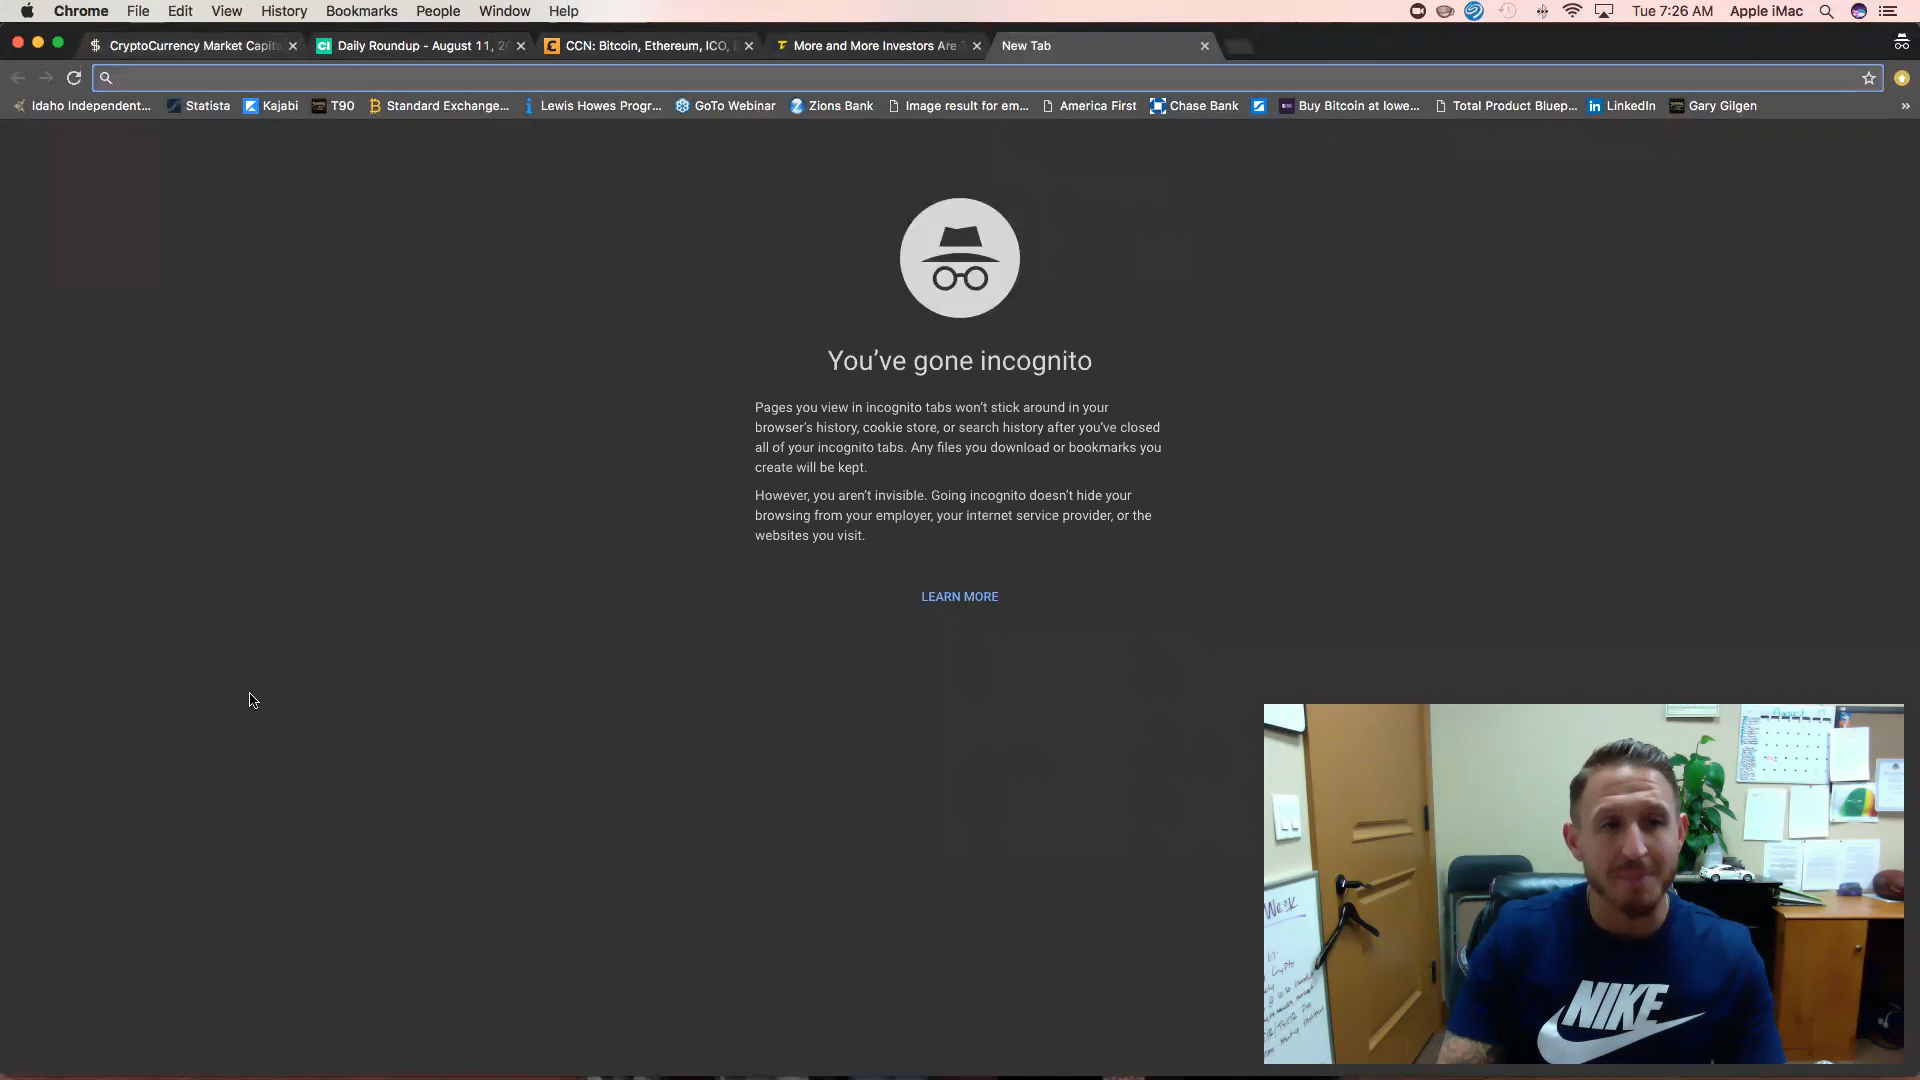 Chrome File Edit View History Bookmarks People Window Help Tue 7:26 AM Apple iMac
CryptoCurrency Market Capita Daily Roundup - August 11, 20 CCN: Bitcoin, Ethereum, ICO, More and More Investors Are New Tab
Idaho Independent... Statista Kajabi T90 Standard Exchange... Lewis Howes Progr... GoTo Webinar Zions Bank Image result for em... America First Chase Bank Buy Bitcoin at lowe... Total Product Bluep... LinkedIn Gary Gilgen
You've gone incognito
Pages you view in incognito tabs won't stick around in your
browser's history, cookie store, or search history after you've closed
all of your incognito tabs. Any files you download or bookmarks you
create will be kept.
However, you aren't invisible. Going incognito doesn't hide your
browsing from your employer, your internet service provider, or the
websites you visit.
LEARN MORE
August
Week
Crypto
NIKE